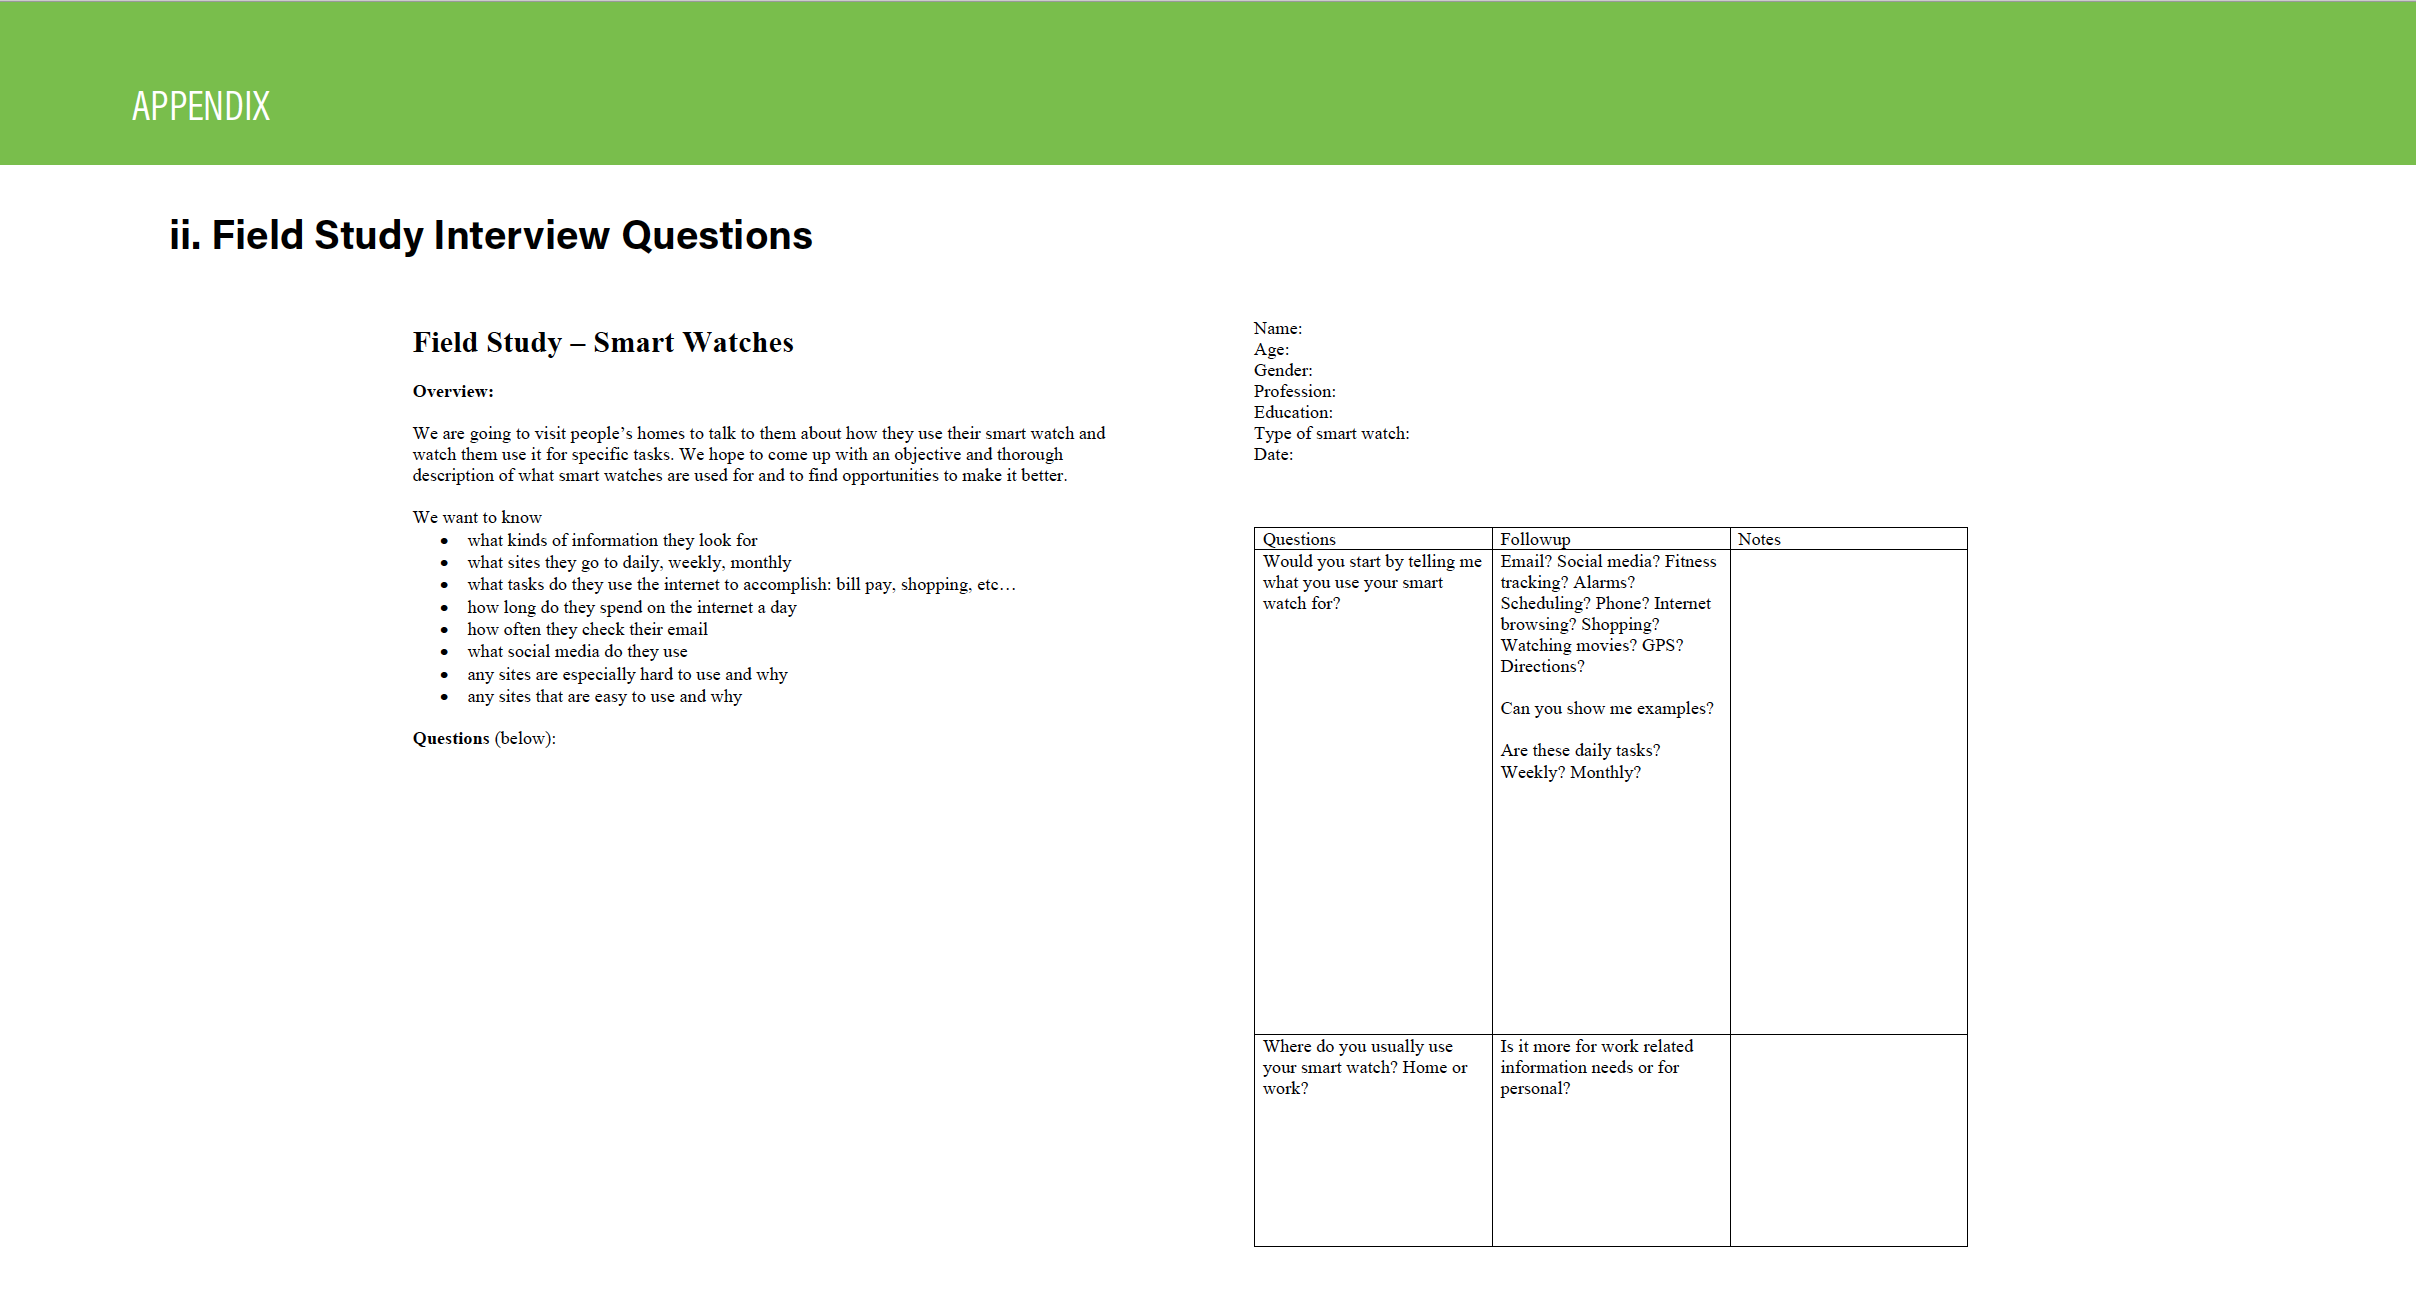 APPENDIX
ii. Field Study Interview Questions
Field Study – Smart Watches
Overview:
We are going to visit people’s homes to talk to them about how they use their smart watch and
watch them use it for specific tasks. We hope to come up with an objective and thorough
description of what smart watches are used for and to find opportunities to make it better.
We want to know
• what kinds of information they look for
• what sites they go to daily, weekly, monthly
• what tasks do they use the internet to accomplish: bill pay, shopping, etc…
• how long do they spend on the internet a day
• how often they check their email
• what social media do they use
• any sites are especially hard to use and why
• any sites that are easy to use and why
Questions (below):
Name:
Age:
Gender:
Profession:
Education:
Type of smart watch:
Date:
Questions
Followup
Notes
Would you start by telling me
what you use your smart
watch for?
Email? Social media? Fitness
tracking? Alarms?
Scheduling? Phone? Internet
browsing? Shopping?
Watching movies? GPS?
Directions?
Can you show me examples?
Are these daily tasks?
Weekly? Monthly?
Where do you usually use
your smart watch? Home or
work?
Is it more for work related
information needs or for
personal?